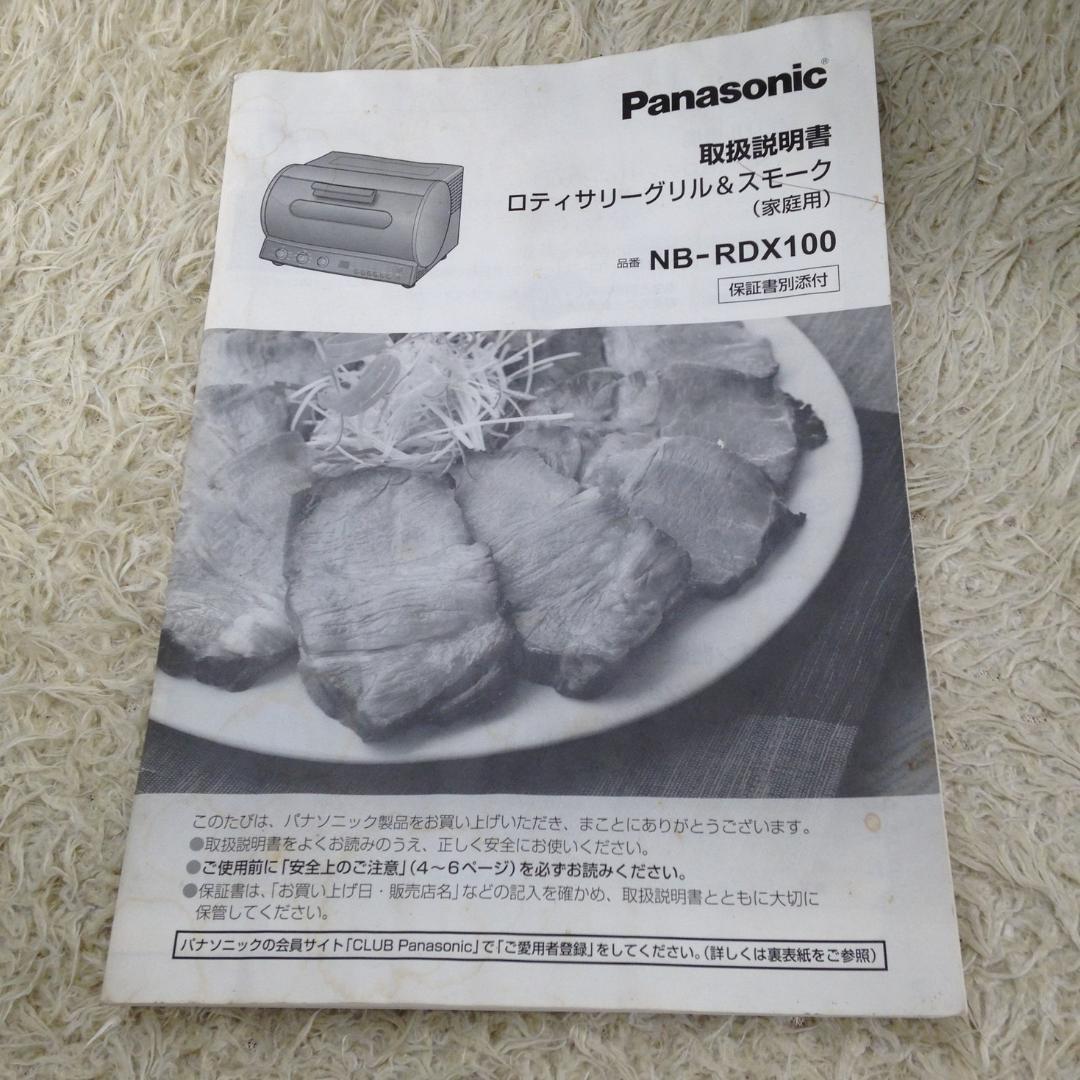 Panasonic®
取扱説明書
ロティサリーグリル&スモーク
(家庭用)
品番 NB-RDX100
保証書別添付
このたびは、パナソニック製品をお買い上げいただき、まことにありがとうございます。
●取扱説明書をよくお読みのうえ、正しく安全にお使いください。
●ご使用前に「安全上のご注意」(4~6ページ)を必ずお読みください。
●保証書は、「お買い上げ日・販売店名」などの記入を確かめ、取扱説明書とともに大切に
保管してください。
パナソニックの会員サイト「CLUB Panasonic」で「ご愛用者登録」をしてください。(詳しくは裏表紙をご参照)